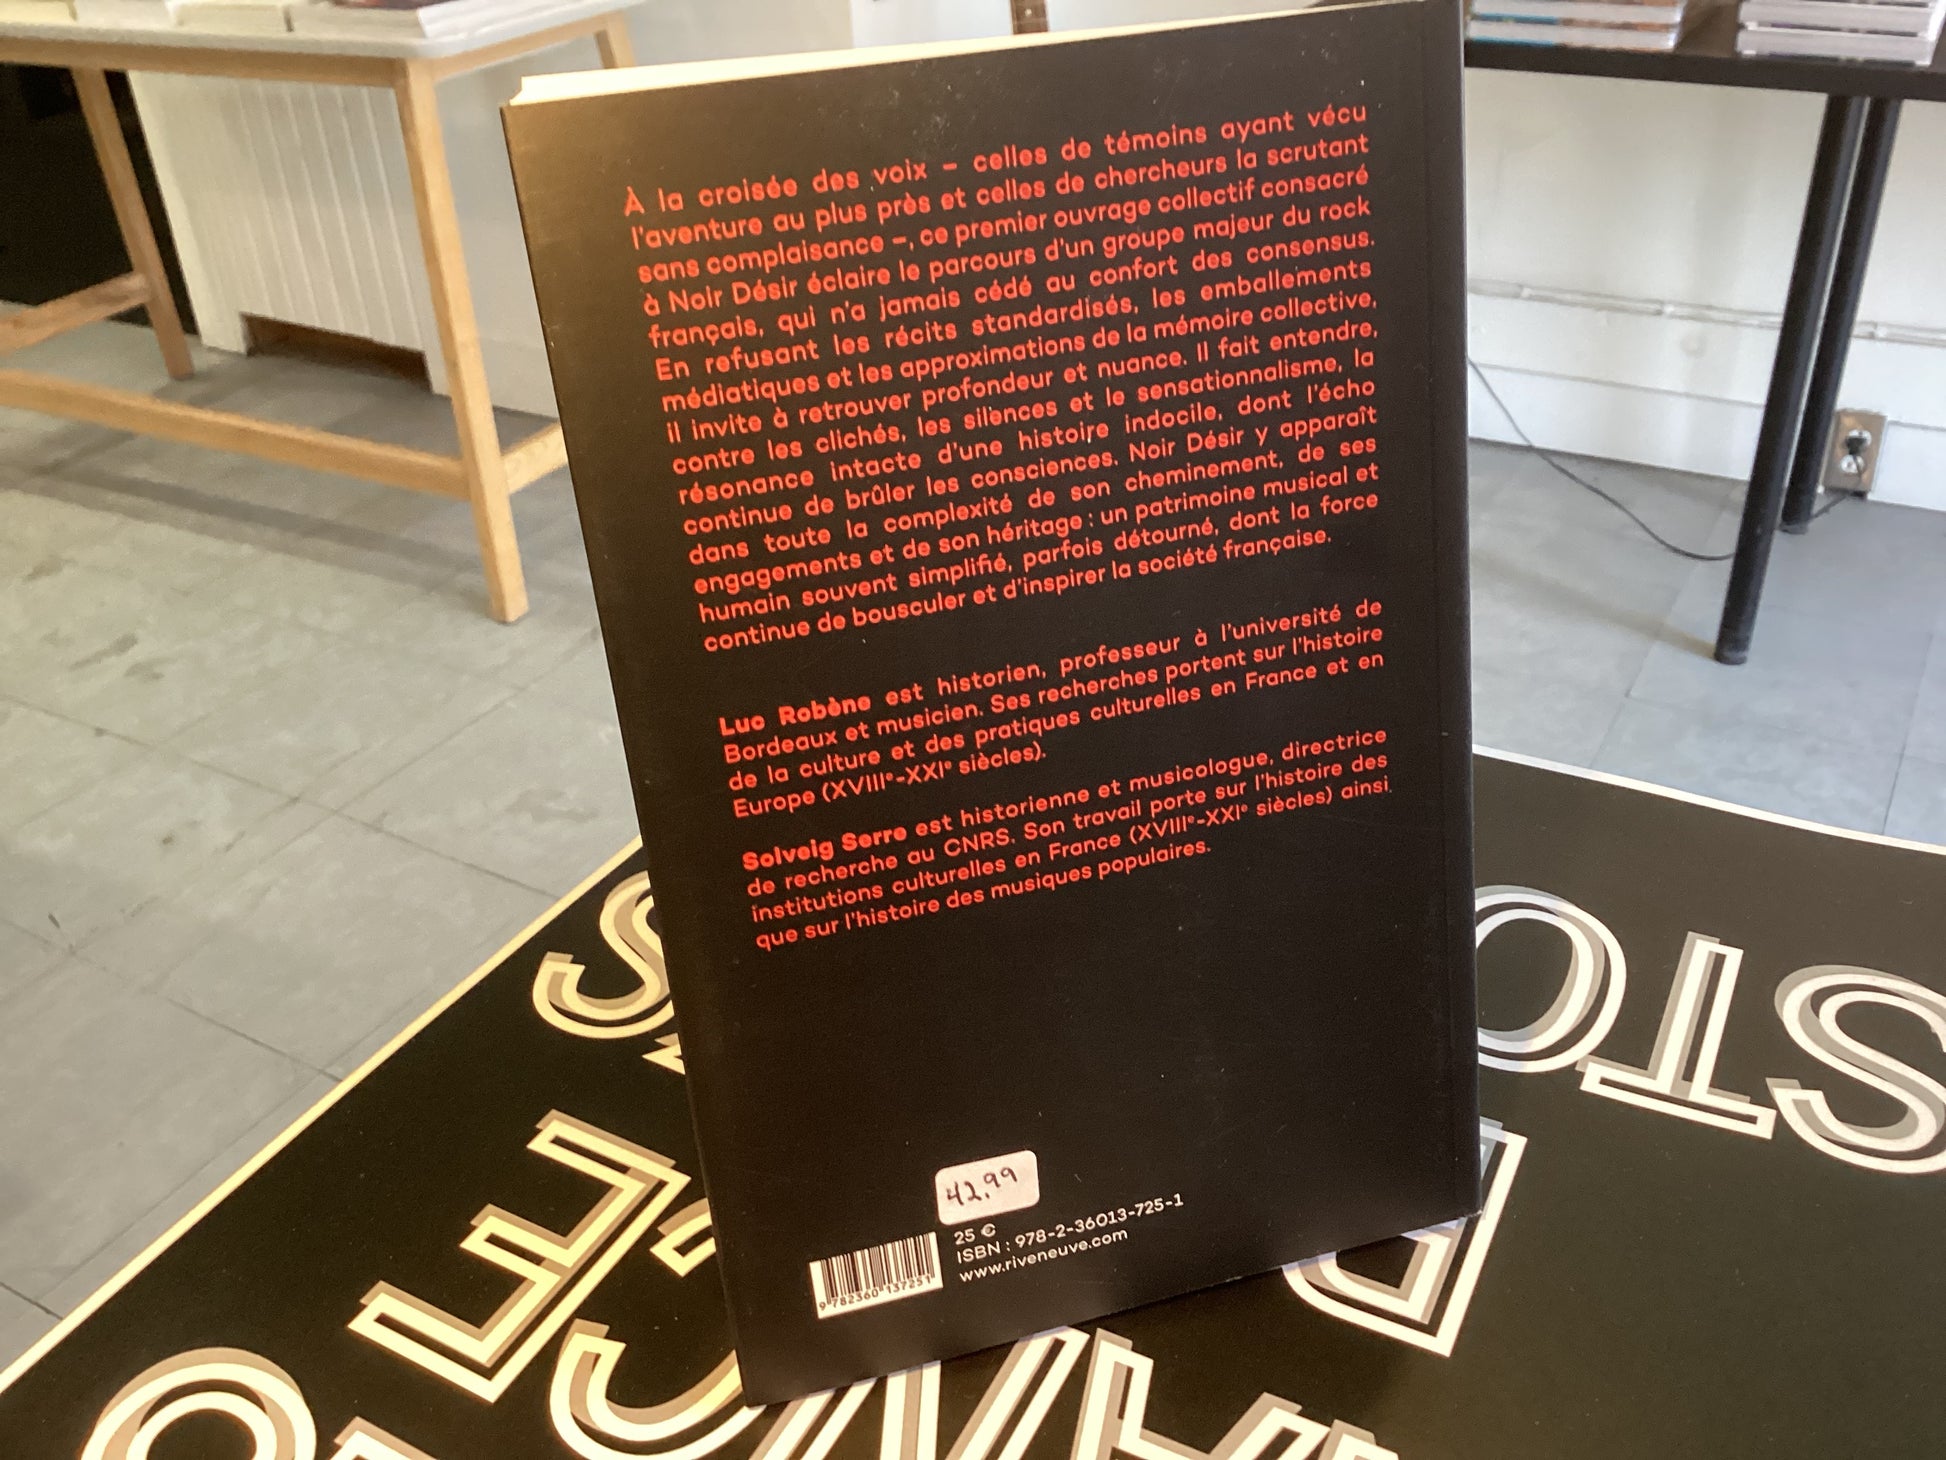 À la croisée des voix – celles de témoins ayant vécu
l'aventure au plus près et celles de chercheurs la scrutant
sans complaisance –, ce premier ouvrage collectif consacré
à Noir Désir éclaire le parcours d'un groupe majeur du rock
français, qui n'a jamais cédé au confort des consensus.
En refusant les récits standardisés, les emballements
médiatiques et les approximations de la mémoire collective,
il invite à retrouver profondeur et nuance. Il fait entendre,
contre les clichés, les silences et le sensationnalisme, la
résonance intacte d'une histoire indocile, dont l'écho
continue de brûler les consciences. Noir Désir y apparaît
dans toute la complexité de son cheminement, de ses
engagements et de son héritage : un patrimoine musical et
humain souvent simplifié, parfois détourné, dont la force
continue de bousculer et d'inspirer la société française.
Luc Robène est historien, professeur à l'université de
Bordeaux et musicien. Ses recherches portent sur l'histoire
de la culture et des pratiques culturelles en France et en
Europe (XVIIIe-XXIe siècles).
Solveig Serre est historienne et musicologue, directrice
de recherche au CNRS. Son travail porte sur l'histoire des
institutions culturelles en France (XVIIIe-XXIe siècles) ainsi
que sur l'histoire des musiques populaires.
42.99
25 €
ISBN : 978-2-36013-725-1
www.riveneuve.com
9 782360 137251